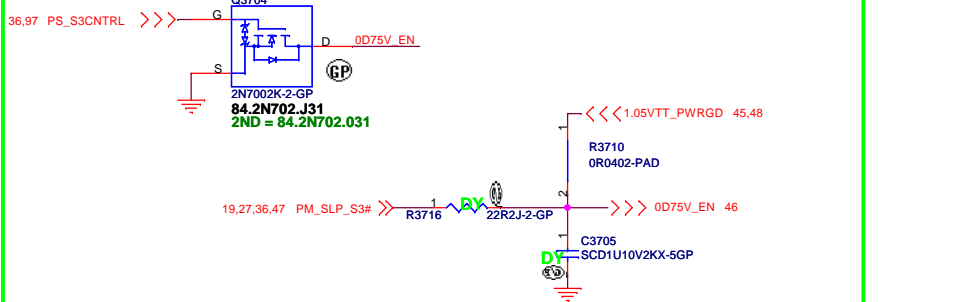 Q3704
G
36,97 PS_S3CNTRL
D
0D75V_EN
S
GP
2N7002K-2-GP
84.2N702.J31
2ND = 84.2N702.031
1.05VTT_PWRGD 45,48
1
R3710
0R0402-PAD
2
19,27,36,47 PM_SLP_S3#
1
DY
R3716
22R2J-2-GP
0D75V_EN 46
1
C3705
DY
SCD1U10V2KX-5GP